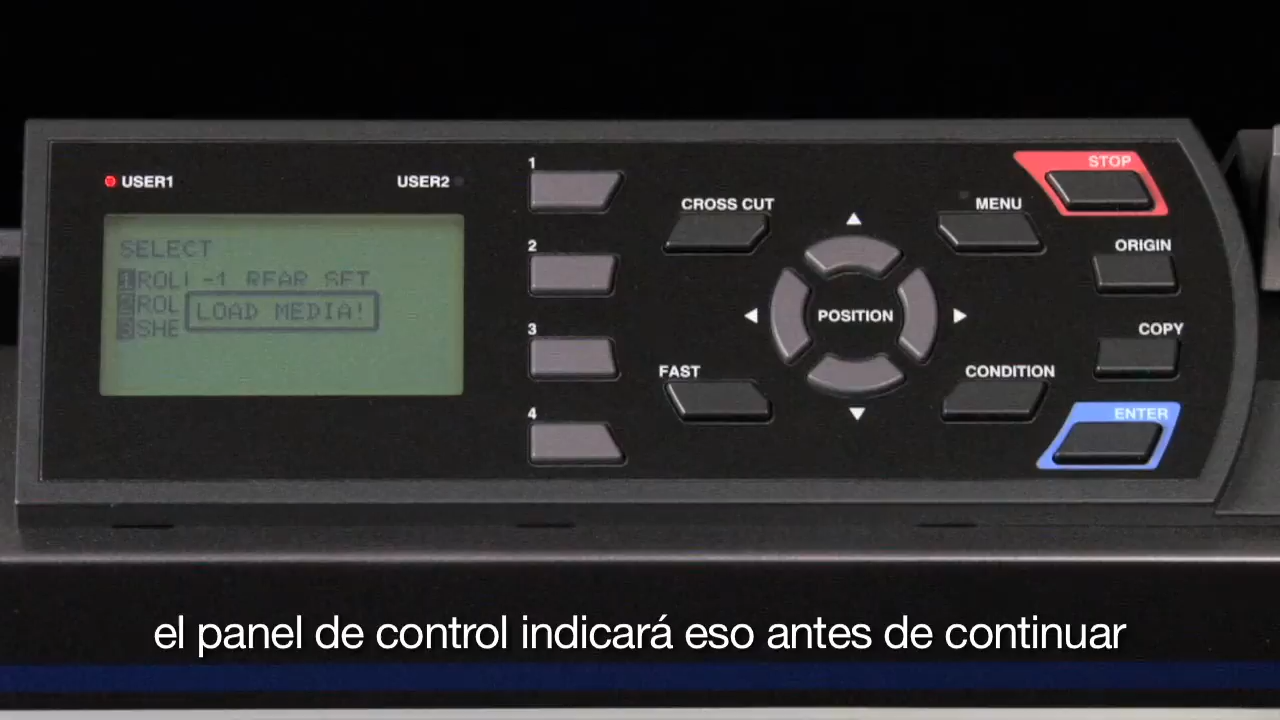 USER1
USER2
SELECT
1 ROLL-1 REAR SET
2 ROL
3 SHE
LOAD MEDIA!
1
2
3
4
CROSS CUT
MENU
STOP
ORIGIN
POSITION
COPY
FAST
CONDITION
ENTER
el panel de control indicará eso antes de continuar